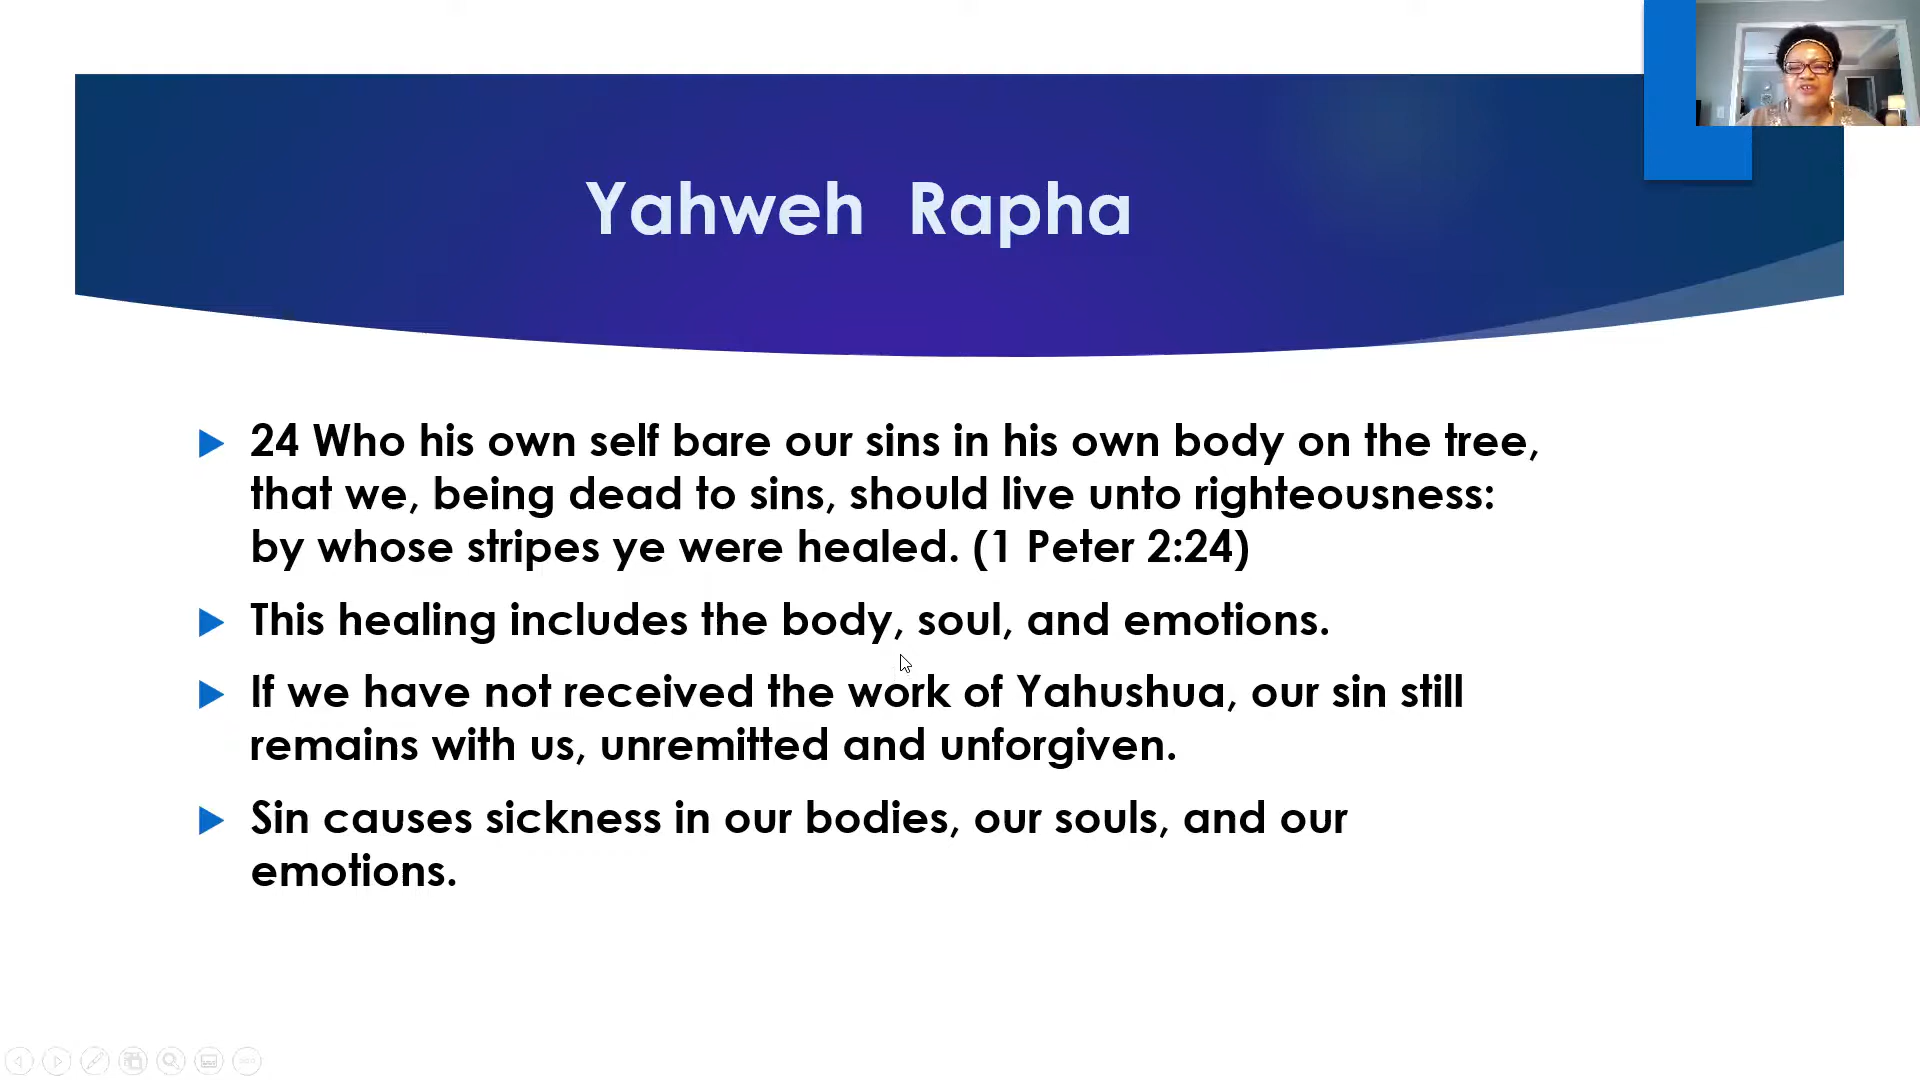 Yahweh Rapha
24 Who his own self bare our sins in his own body on the tree,
that we, being dead to sins, should live unto righteousness:
by whose stripes ye were healed. (1 Peter 2:24)
This healing includes the body, soul, and emotions.
If we have not received the work of Yahushua, our sin still
remains with us, unremitted and unforgiven.
Sin causes sickness in our bodies, our souls, and our
emotions.